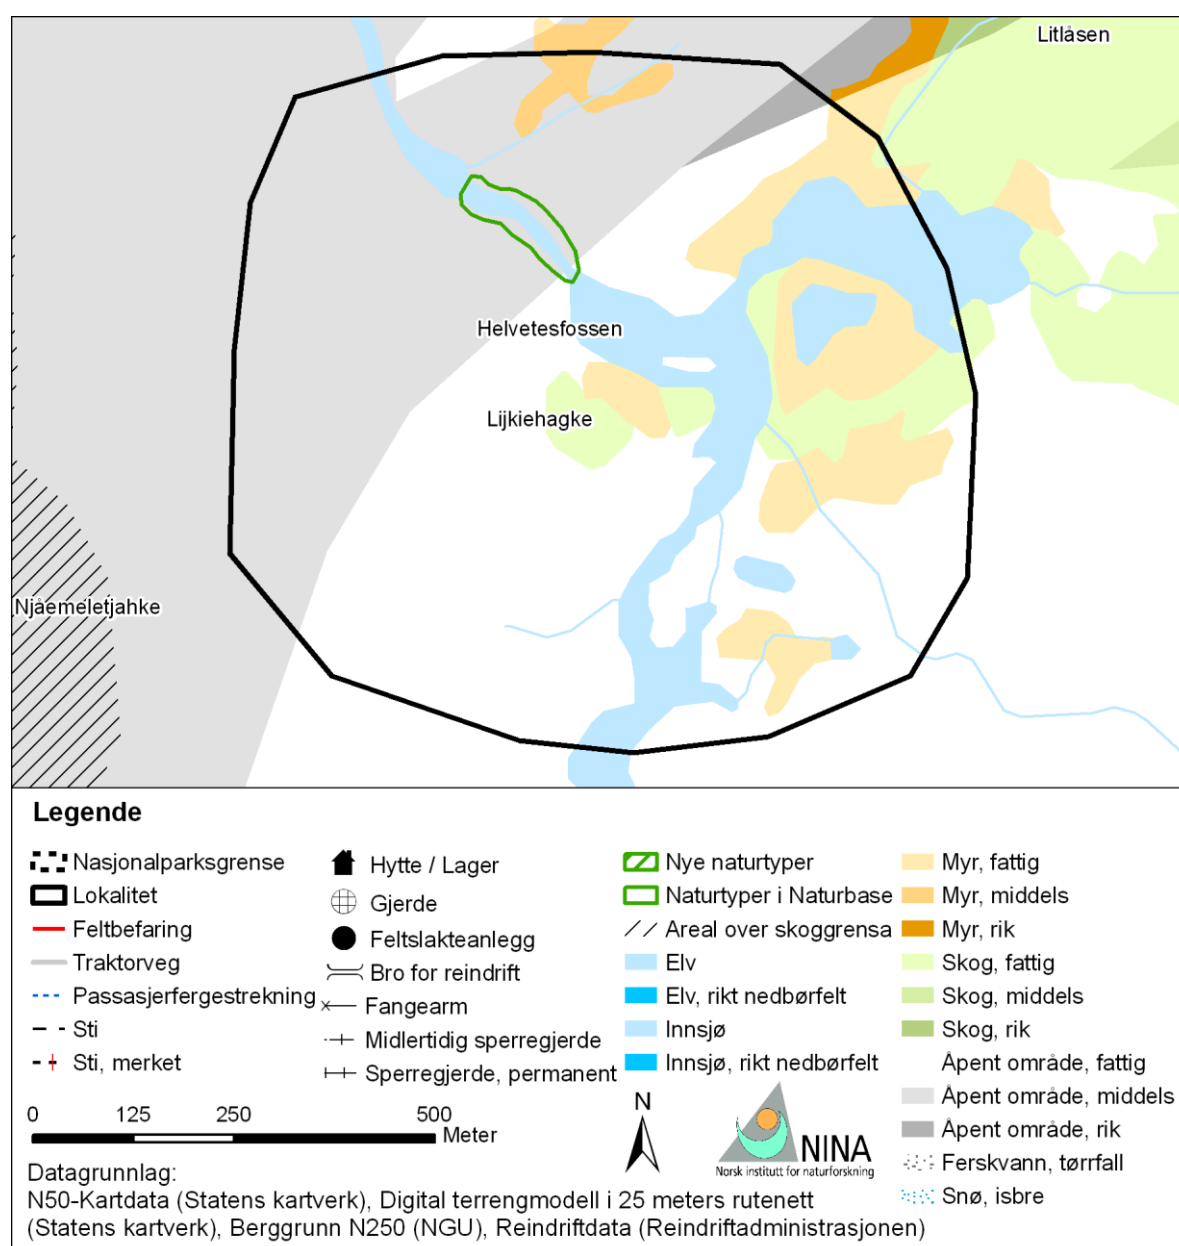 Litlåsen
Helvetesfossen
Lijkiehagke
Njåemeletjahke
Legende
Nasjonalparksgrense
Lokalitet
Feltbefaring
Traktorveg
Passasjerfergestrekning
Sti
Sti, merket
Hytte / Lager
Gjerde
Feltslakteanlegg
Bro for reindrift
Fangearm
Midlertidig sperregjerde
Sperregjerde, permanent
Nye naturtyper
Naturtyper i Naturbase
Areal over skoggrensa
Elv
Elv, rikt nedbørfelt
Innsjø
Innsjø, rikt nedbørfelt
Myr, fattig
Myr, middels
Myr, rik
Skog, fattig
Skog, middels
Skog, rik
Åpent område, fattig
Åpent område, middels
Åpent område, rik
Ferskvann, tørrfall
Snø, isbre
0 125 250 500
Meter
N
NINA
Norsk institutt for naturforskning
Datagrunnlag:
N50-Kartdata (Statens kartverk), Digital terrengmodell i 25 meters rutenett
(Statens kartverk), Berggrunn N250 (NGU), Reindriftdata (Reindriftadministrasjonen)